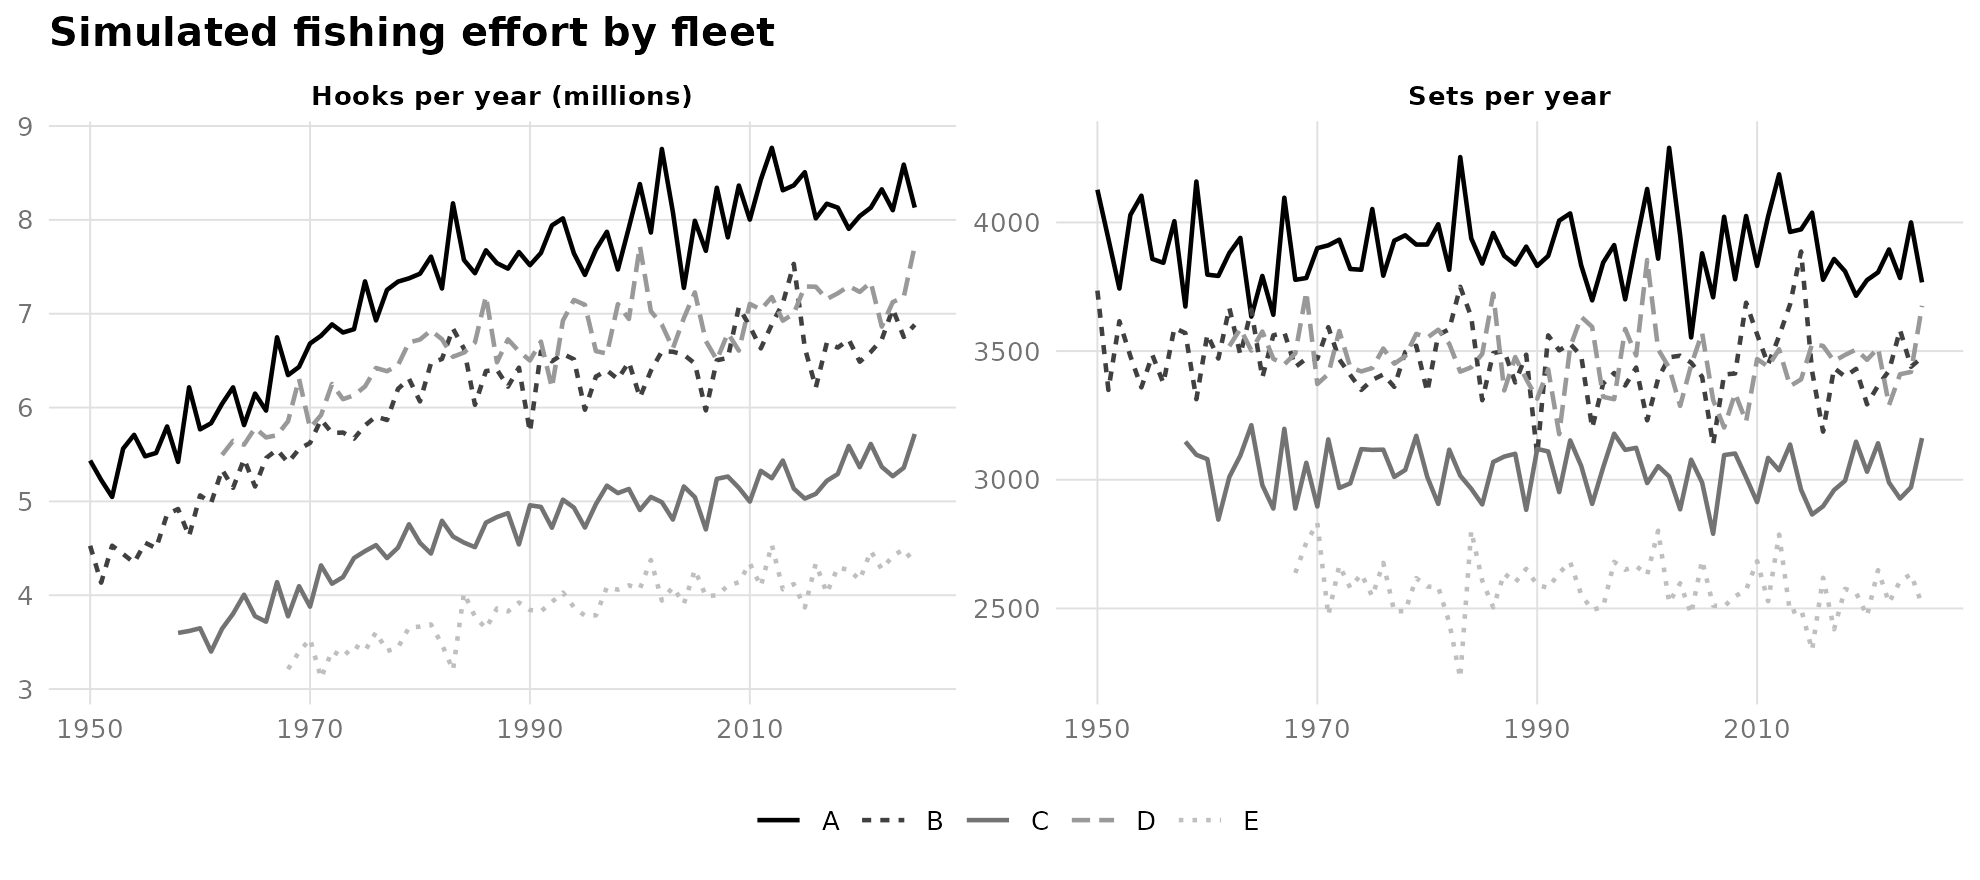 Simulated fishing effort by fleet
Hooks per year (millions)
Sets per year
9
8
7
6
5
4
3
4000
3500
3000
2500
1950 1970 1990 2010
1950 1970 1990 2010
A B C D E